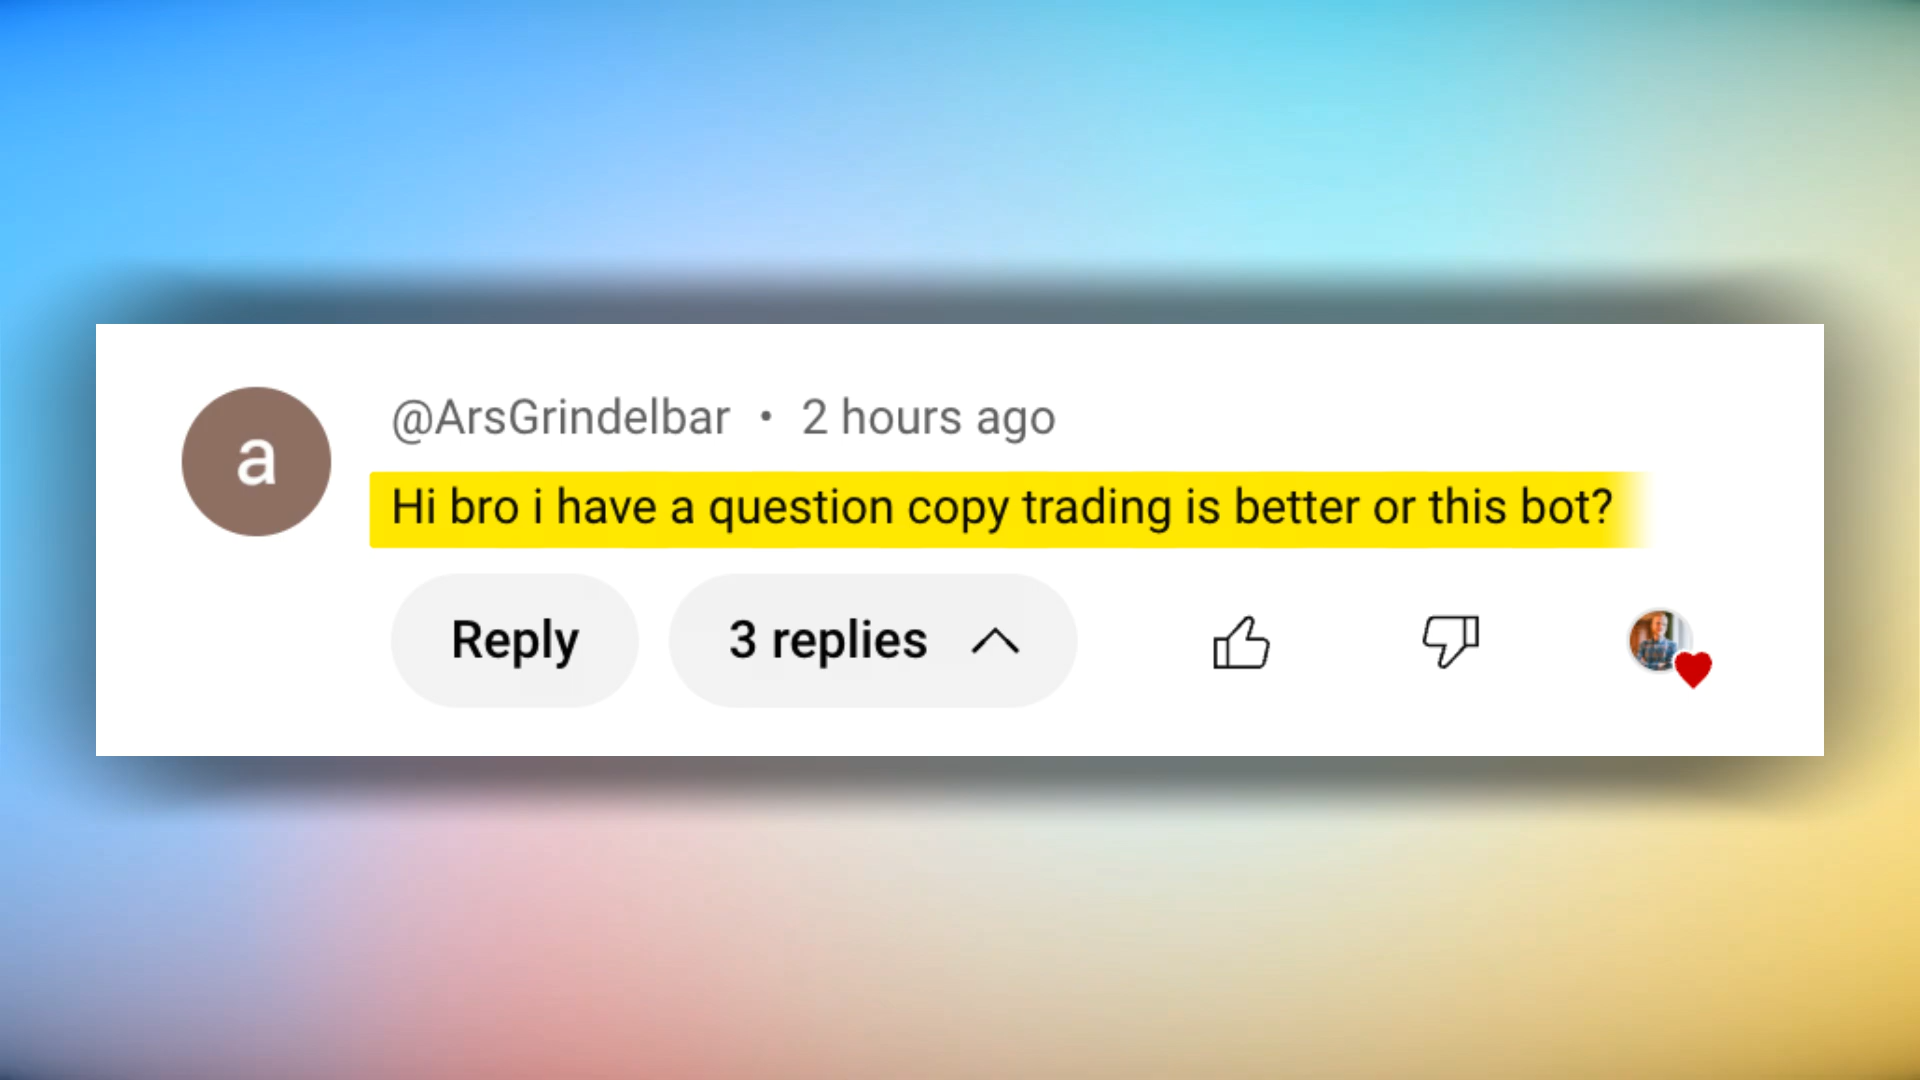 a
@ArsGrindelbar • 2 hours ago
Hi bro i have a question copy trading is better or this bot?
Reply
3 replies